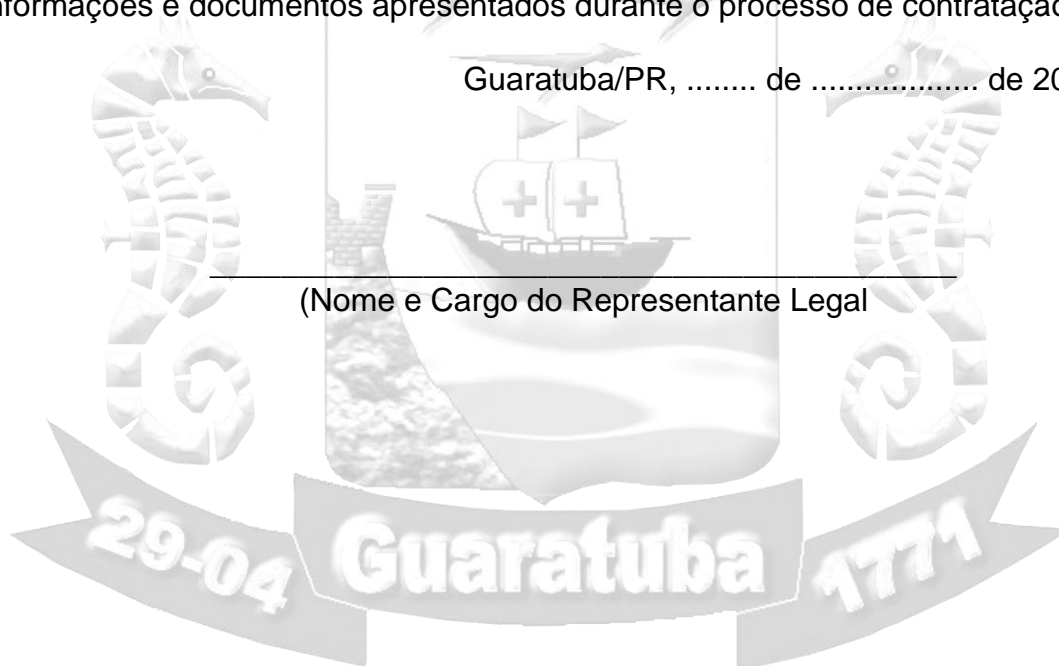 nformações e documentos apresentados durante o processo de contratação
Guaratuba/PR, ........ de ................... de 20
(Nome e Cargo do Representante Legal
29-04 Guaratuba 1771